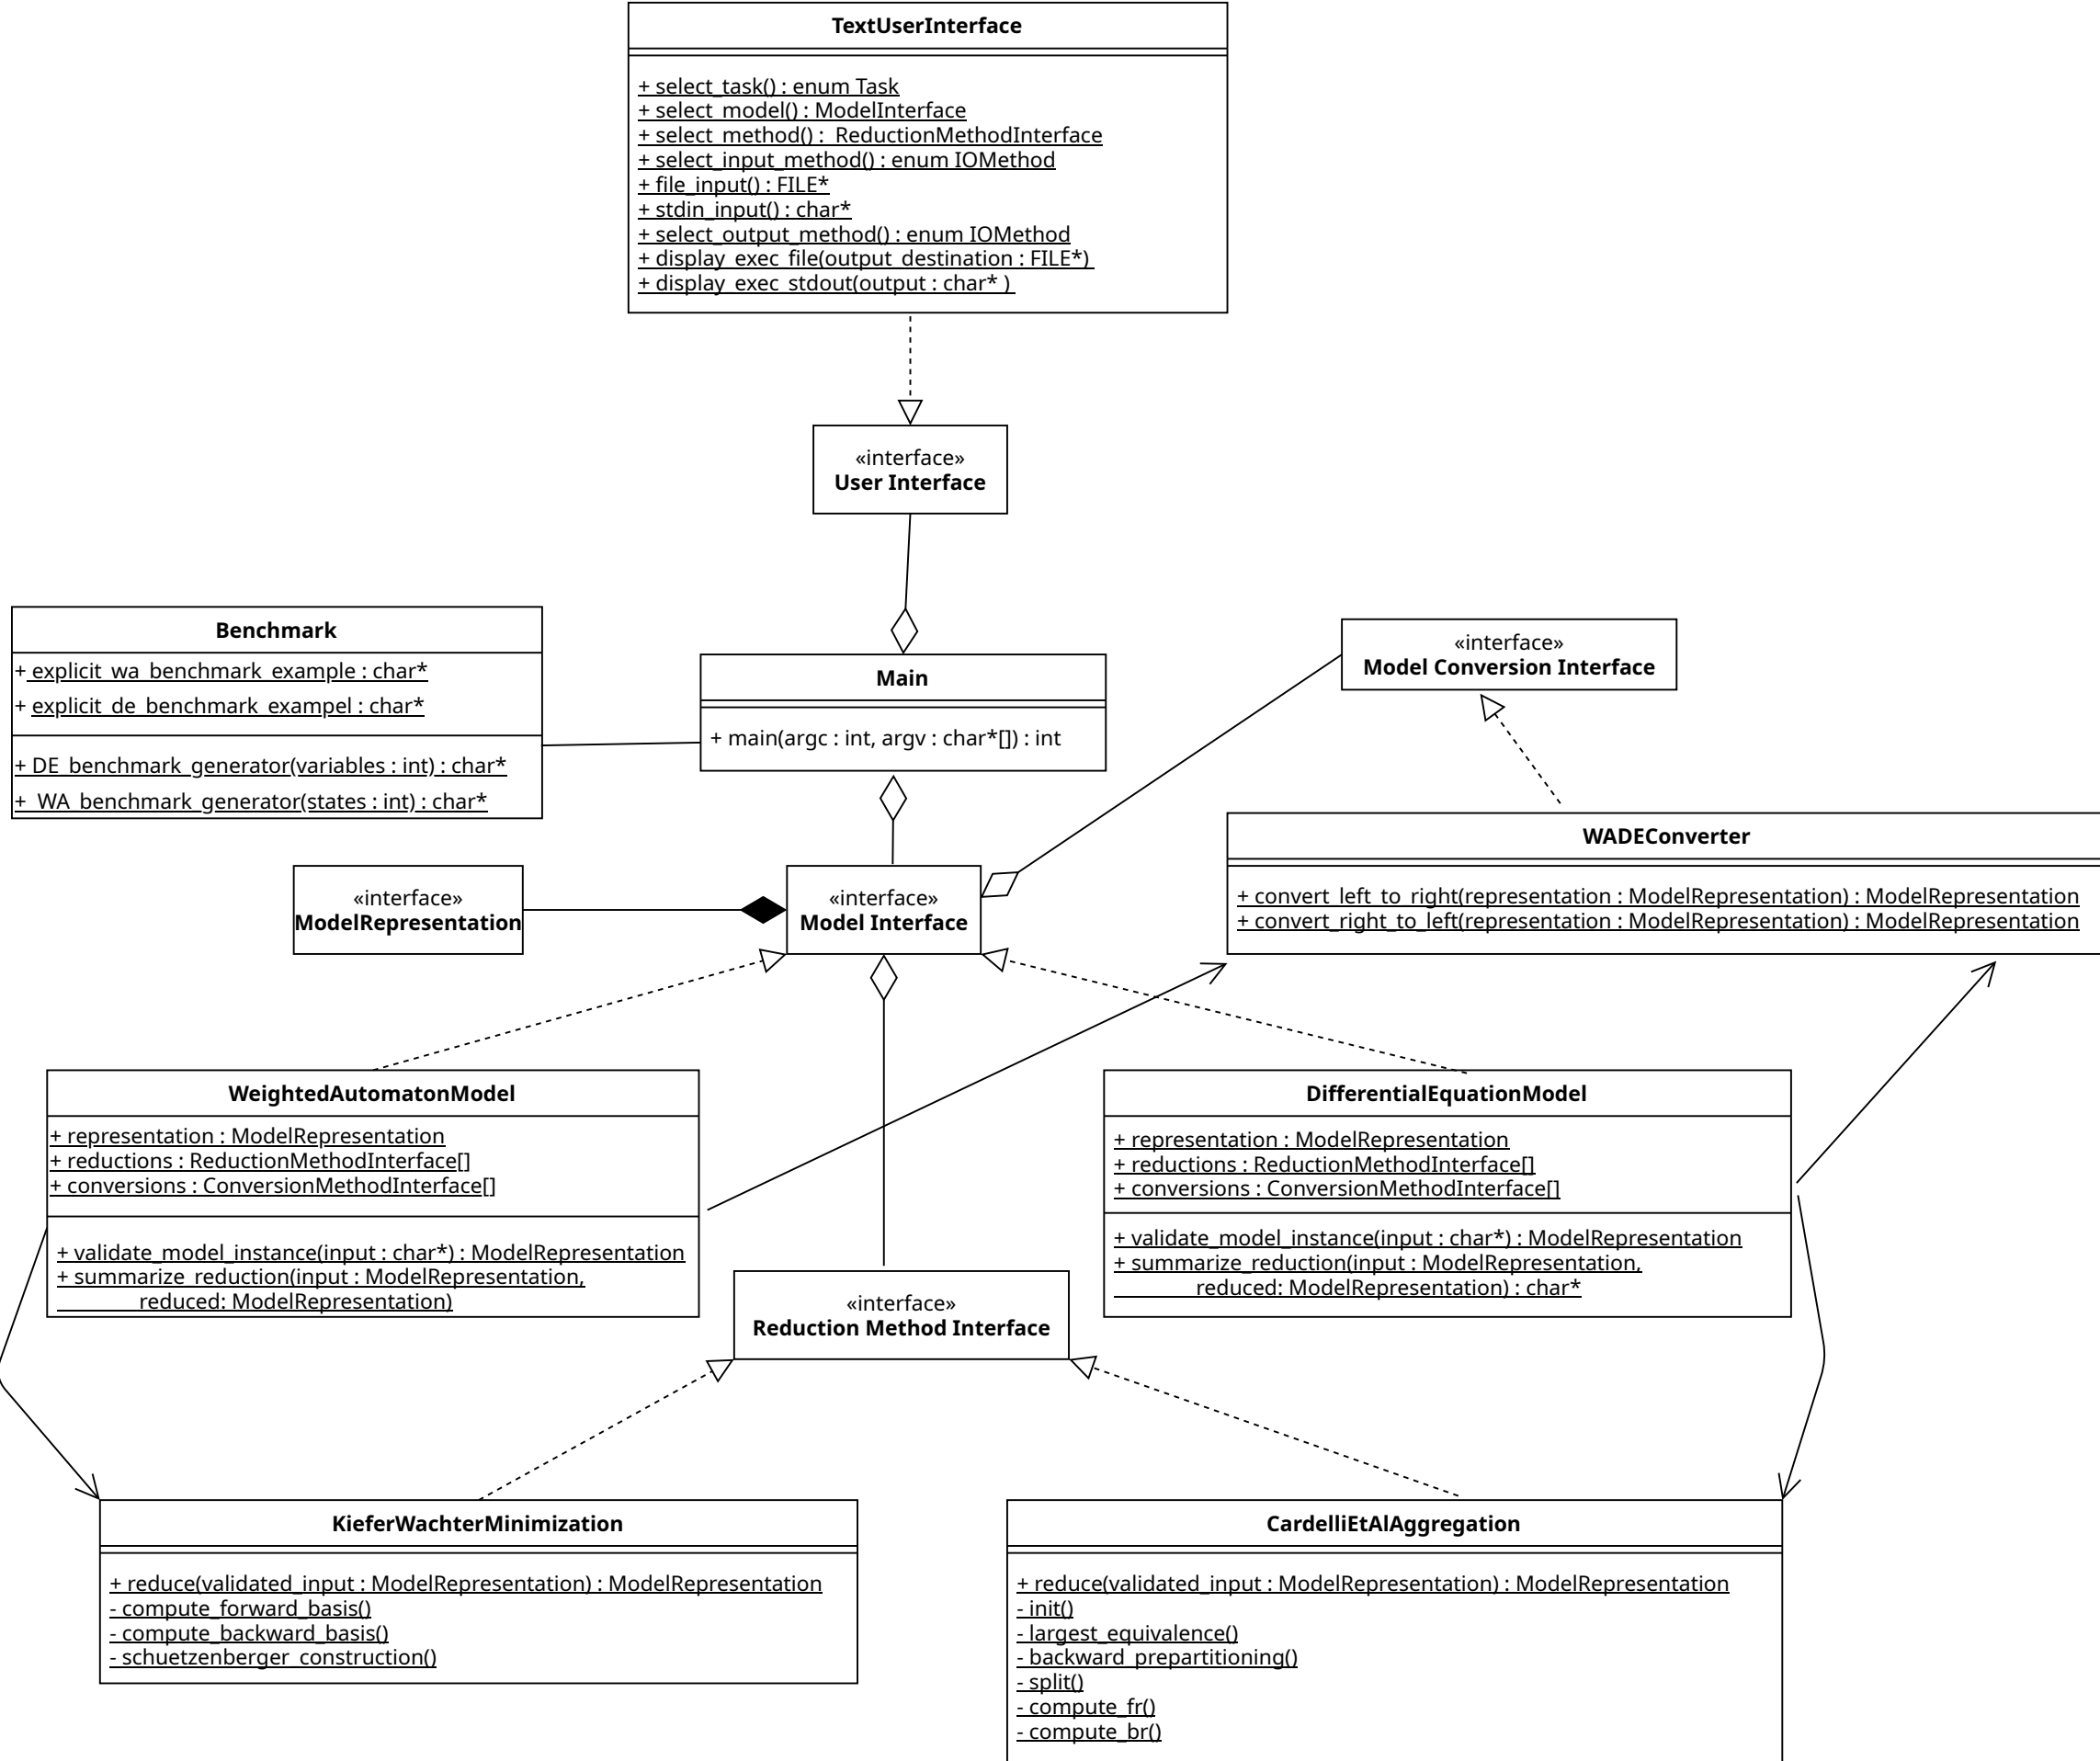 TextUserInterface
+ select_task() : enum Task
+ select_model() : ModelInterface
+ select_method() : ReductionMethodInterface
+ select_input_method() : enum IOMethod
+ file_input() : FILE*
+ stdin_input() : char*
+ select_output_method() : enum IOMethod
+ display_exec_file(output_destination : FILE*)
+ display_exec_stdout(output : char* )
«interface»
User Interface
Benchmark
+ explicit_wa_benchmark_example : char*
+ explicit_de_benchmark_exampel : char*
+ DE_benchmark_generator(variables : int) : char*
+ WA_benchmark_generator(states : int) : char*
Main
+ main(argc : int, argv : char*[]) : int
«interface»
Model Conversion Interface
WADEConverter
+ convert_left_to_right(representation : ModelRepresentation) : ModelRepresentation
+ convert_right_to_left(representation : ModelRepresentation) : ModelRepresentation
«interface»
ModelRepresentation
«interface»
Model Interface
WeightedAutomatonModel
+ representation : ModelRepresentation
+ reductions : ReductionMethodInterface[]
+ conversions : ConversionMethodInterface[]
+ validate_model_instance(input : char*) : ModelRepresentation
+ summarize_reduction(input : ModelRepresentation,
reduced: ModelRepresentation)
DifferentialEquationModel
+ representation : ModelRepresentation
+ reductions : ReductionMethodInterface[]
+ conversions : ConversionMethodInterface[]
+ validate_model_instance(input : char*) : ModelRepresentation
+ summarize_reduction(input : ModelRepresentation,
reduced: ModelRepresentation) : char*
«interface»
Reduction Method Interface
KieferWachterMinimization
+ reduce(validated_input : ModelRepresentation) : ModelRepresentation
- compute_forward_basis()
- compute_backward_basis()
- schuetzenberger_construction()
CardelliEtAlAggregation
+ reduce(validated_input : ModelRepresentation) : ModelRepresentation
- init()
- largest_equivalence()
- backward_prepartitioning()
- split()
- compute_fr()
- compute_br()